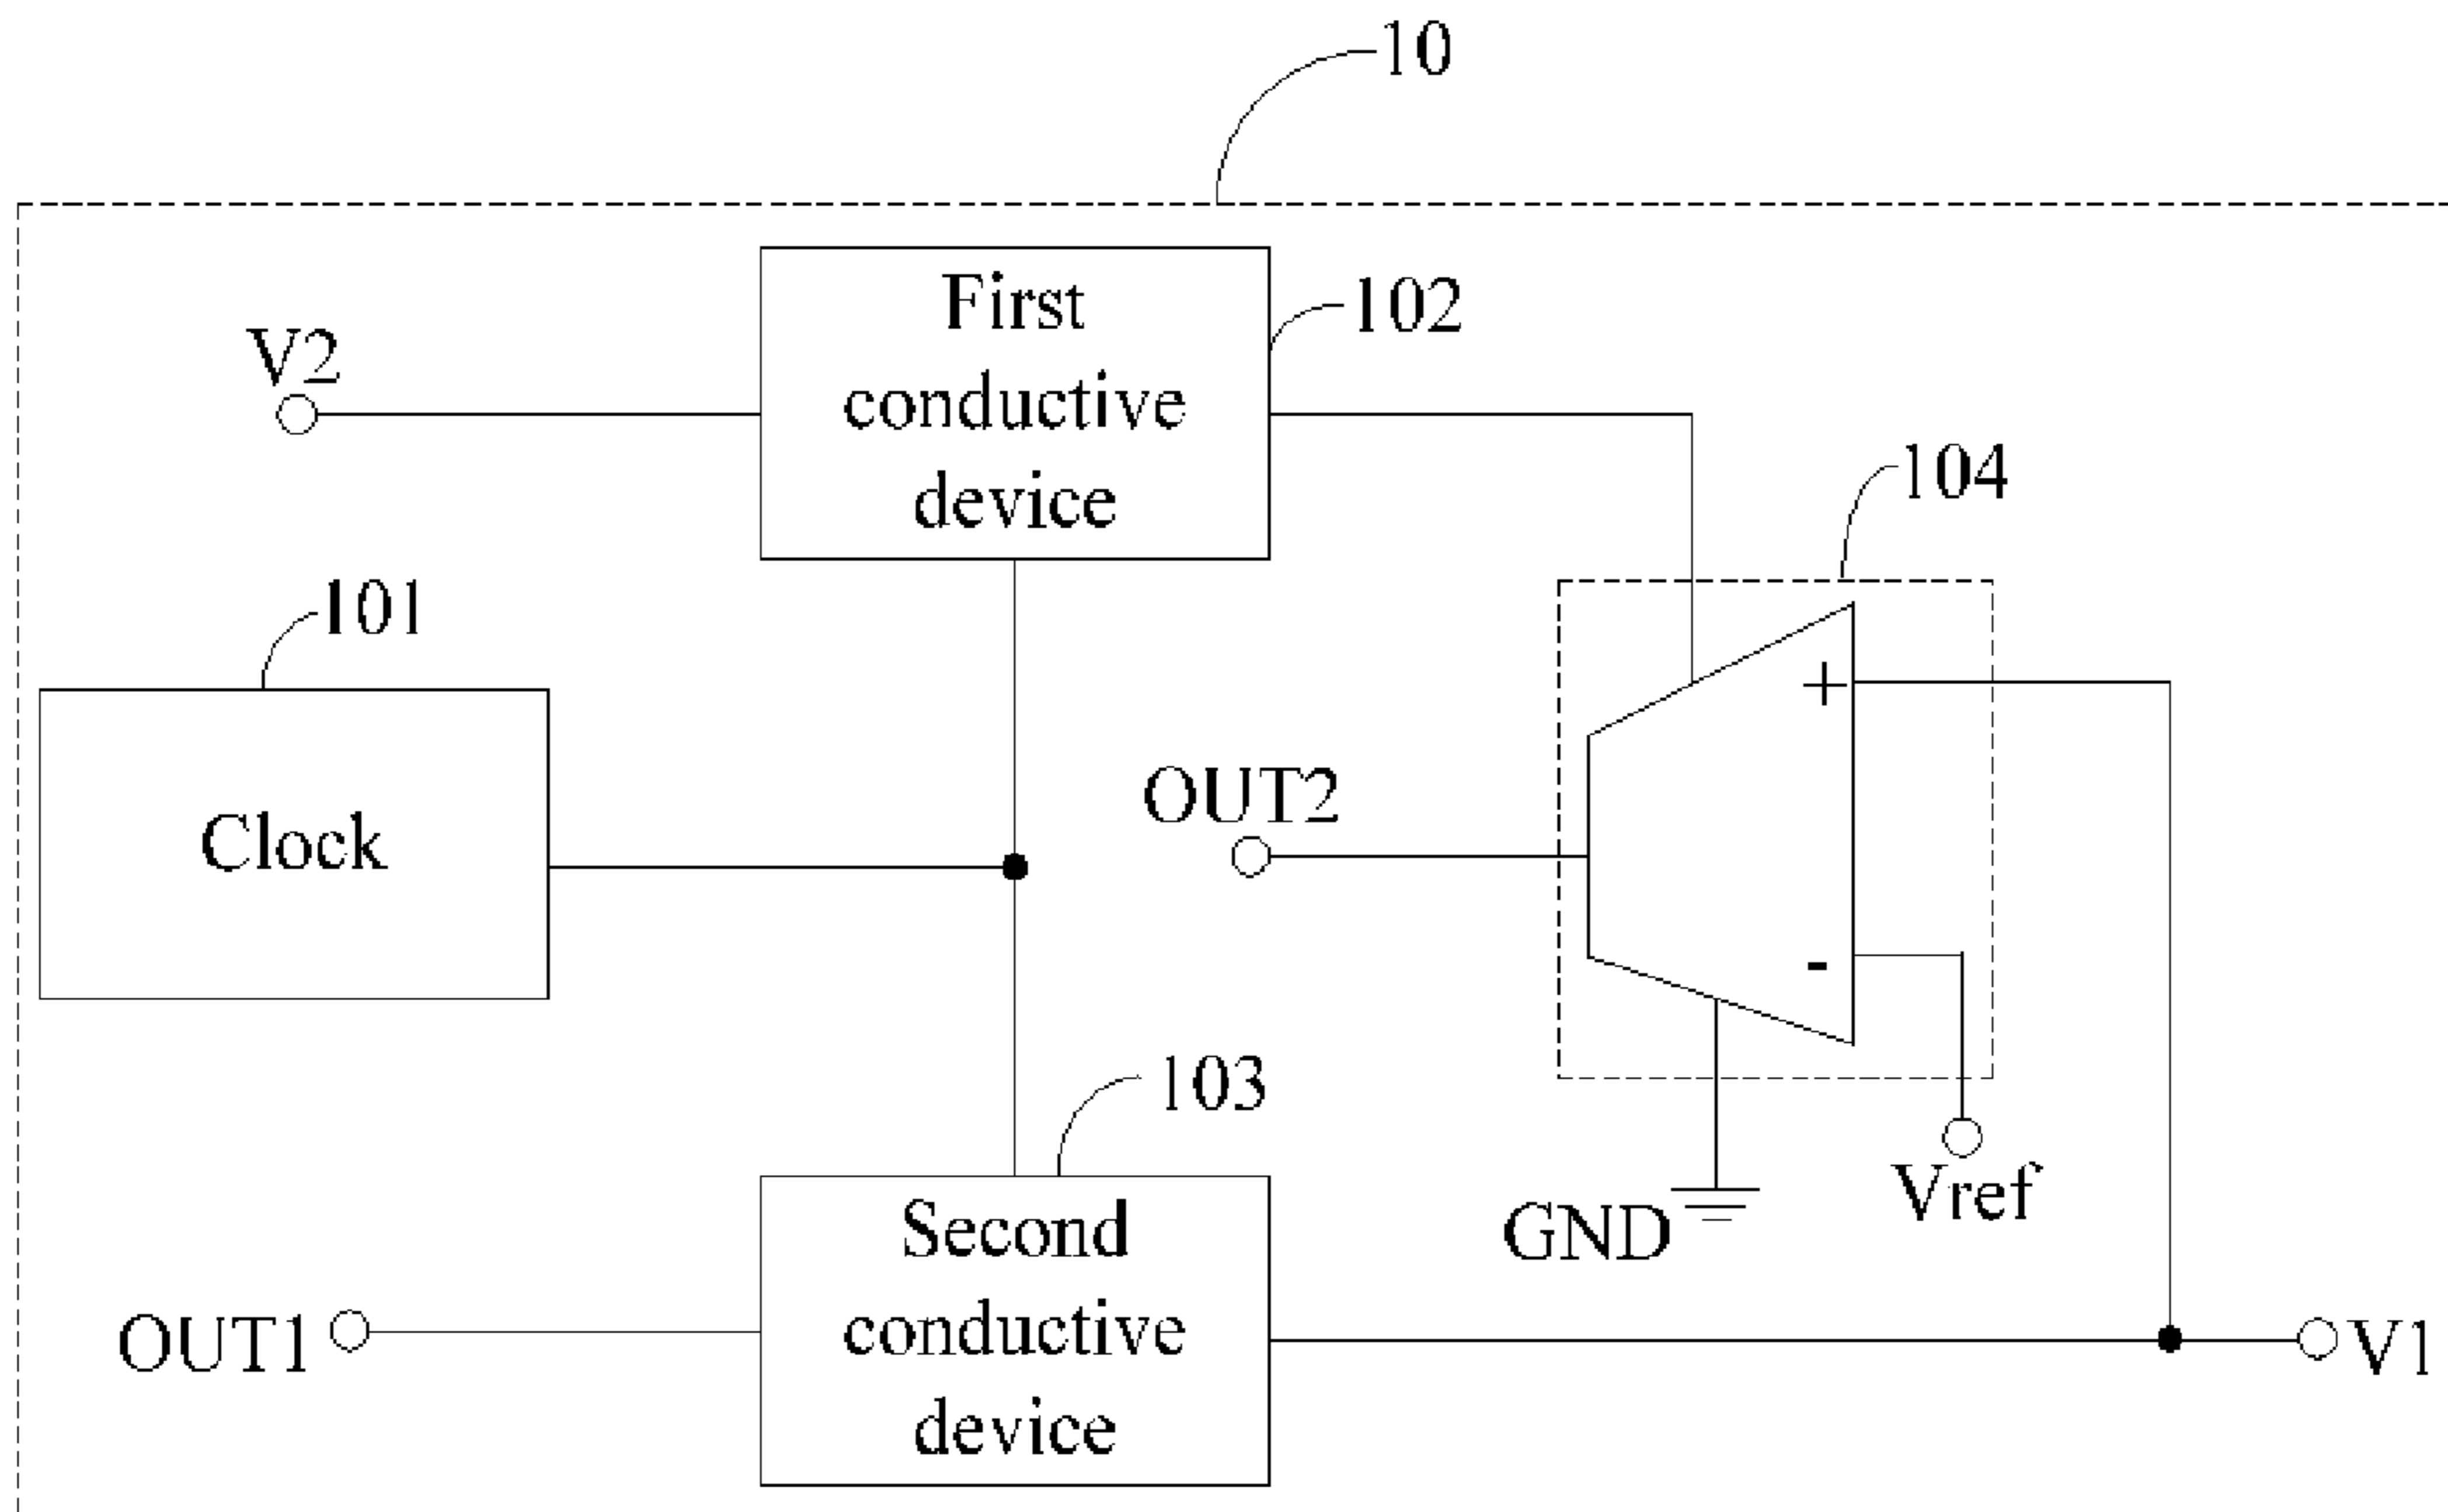 10
First
conductive
device
102
V2
104
101
+
Clock
OUT2
-
103
Vref
Second
conductive
device
GND
OUT1
V1